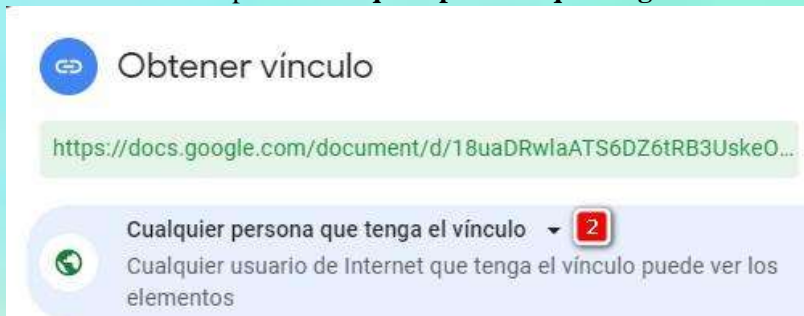 Obtener vínculo
https://docs.google.com/document/d/18uaDRwlaATS6DZ6tRB3UskeO...
Cualquier persona que tenga el vínculo 2
Cualquier usuario de Internet que tenga el vínculo puede ver los
elementos